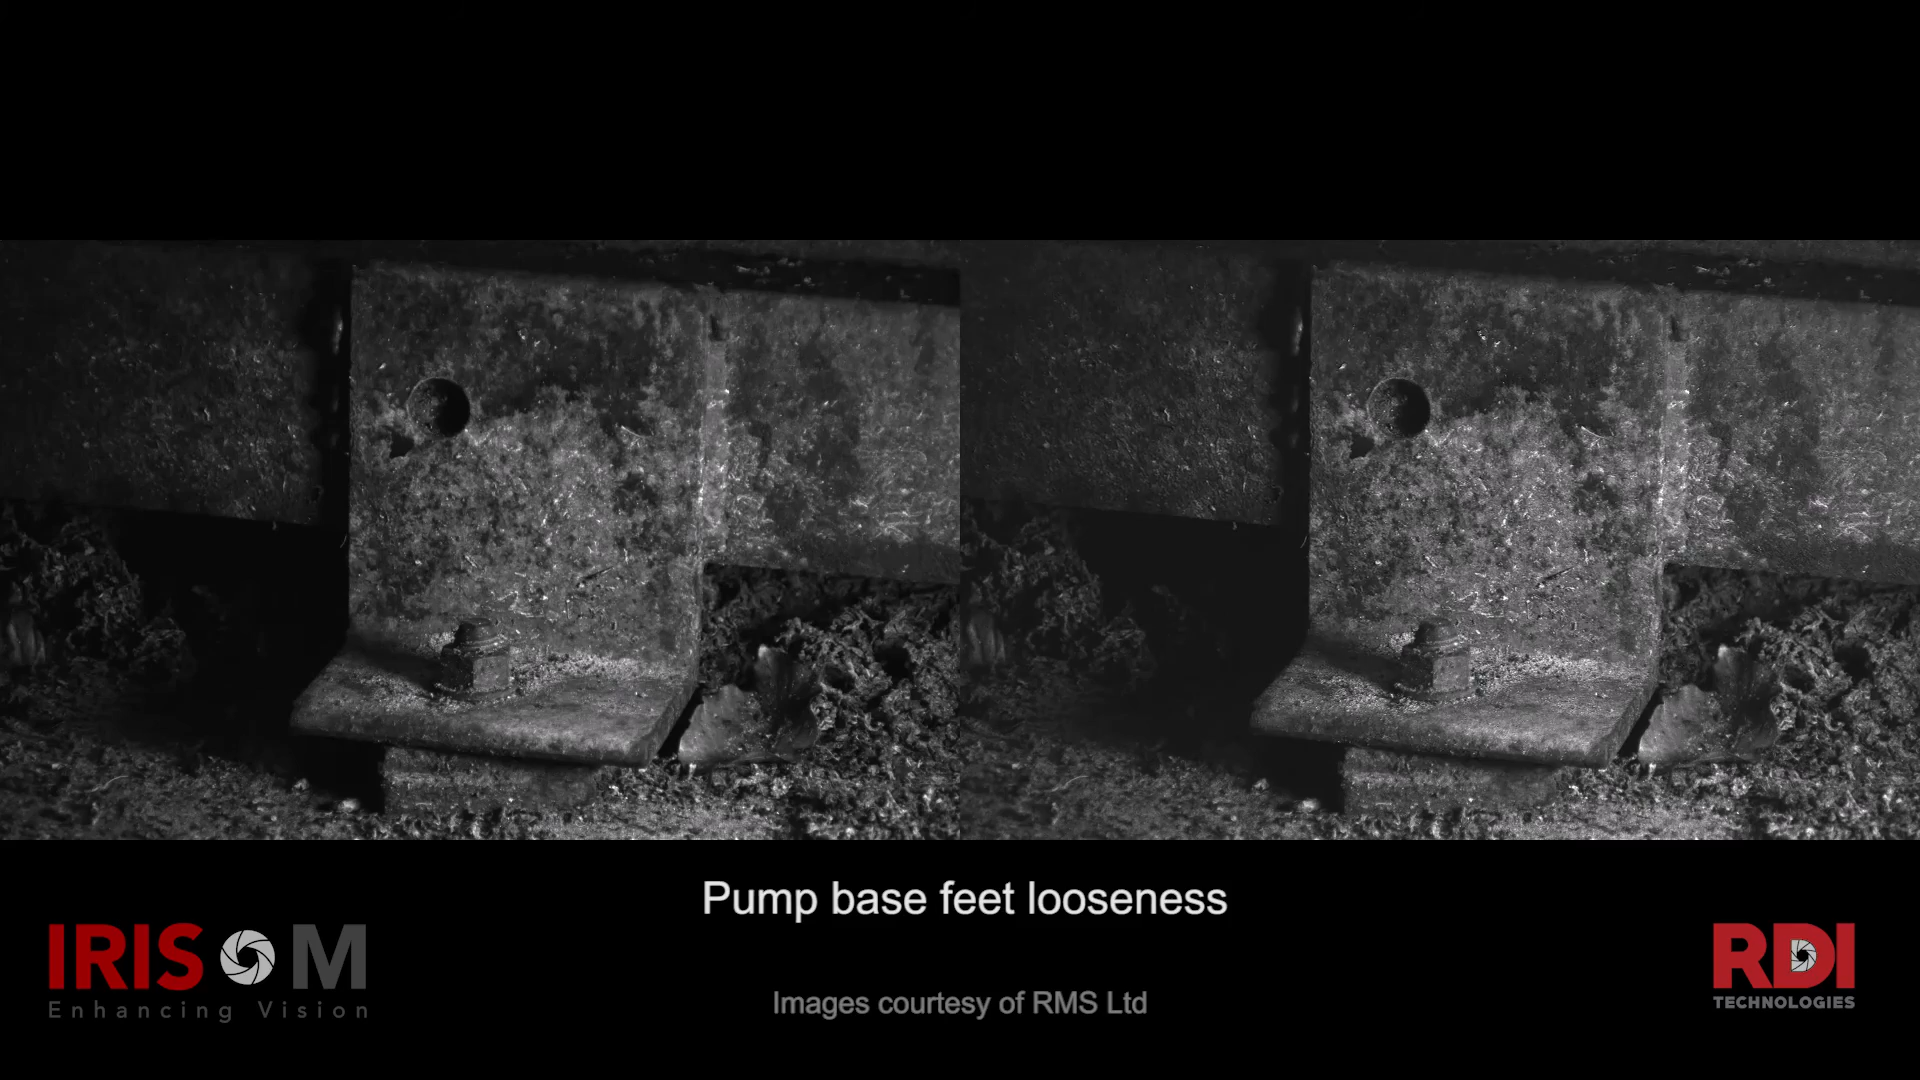 Pump base feet looseness
IRIS M
Enhancing Vision
Images courtesy of RMS Ltd
RDI
TECHNOLOGIES